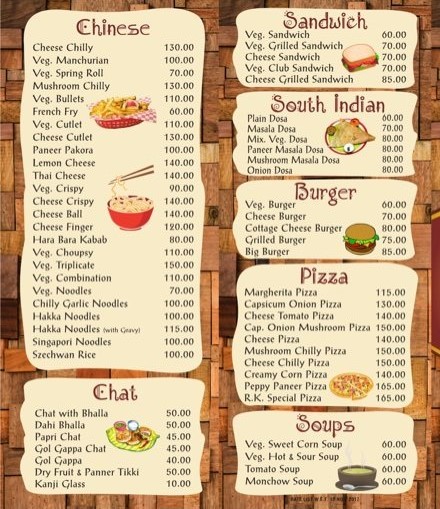 Chinese
Cheese Chilly 130.00
Veg. Manchurian 100.00
Veg. Spring Roll 70.00
Mushroom Chilly 130.00
Veg. Bullets 110.00
French Fry 60.00
Veg. Cutlet 110.00
Cheese Cutlet 130.00
Paneer Pakora 100.00
Lemon Cheese 140.00
Thai Cheese 140.00
Veg. Crispy 90.00
Cheese Crispy 140.00
Cheese Ball 140.00
Cheese Finger 120.00
Hara Bara Kabab 80.00
Veg. Choupsy 110.00
Veg. Triplicate 150.00
Veg. Combination 110.00
Veg. Noodles 70.00
Chilly Garlic Noodles 100.00
Hakka Noodles 100.00
Hakka Noodles (with Gravy) 115.00
Singapori Noodles 100.00
Szechwan Rice 100.00
Chat
Chat with Bhalla 50.00
Dahi Bhalla 50.00
Papri Chat 45.00
Gol Gappa Chat 45.00
Gol Gappa 40.00
Dry Fruit & Panner Tikki 50.00
Kanji Glass 10.00
Sandwich
Veg. Sandwich 60.00
Veg. Grilled Sandwich 70.00
Cheese Sandwich 70.00
Veg. Club Sandwich 70.00
Cheese Grilled Sandwich 85.00
South Indian
Plain Dosa 60.00
Masala Dosa 70.00
Mix. Veg. Dosa 80.00
Paneer Masala Dosa 80.00
Mushroom Masala Dosa 80.00
Onion Dosa 80.00
Burger
Veg. Burger 60.00
Cheese Burger 70.00
Cottage Cheese Burger 80.00
Grilled Burger 75.00
Big Burger 85.00
Pizza
Margherita Pizza 115.00
Capsicum Onion Pizza 130.00
Cheese Tomato Pizza 140.00
Cap. Onion Mushroom Pizza 150.00
Cheese Pizza 140.00
Mushroom Chilly Pizza 150.00
Cheese Chilly Pizza 150.00
Creamy Corn Pizza 140.00
Peppy Paneer Pizza 165.00
R.K. Special Pizza 165.00
Soups
Veg. Sweet Corn Soup 60.00
Veg. Hot & Sour Soup 60.00
Tomato Soup 60.00
Monchow Soup 60.00
RATE LIST W.E.F.